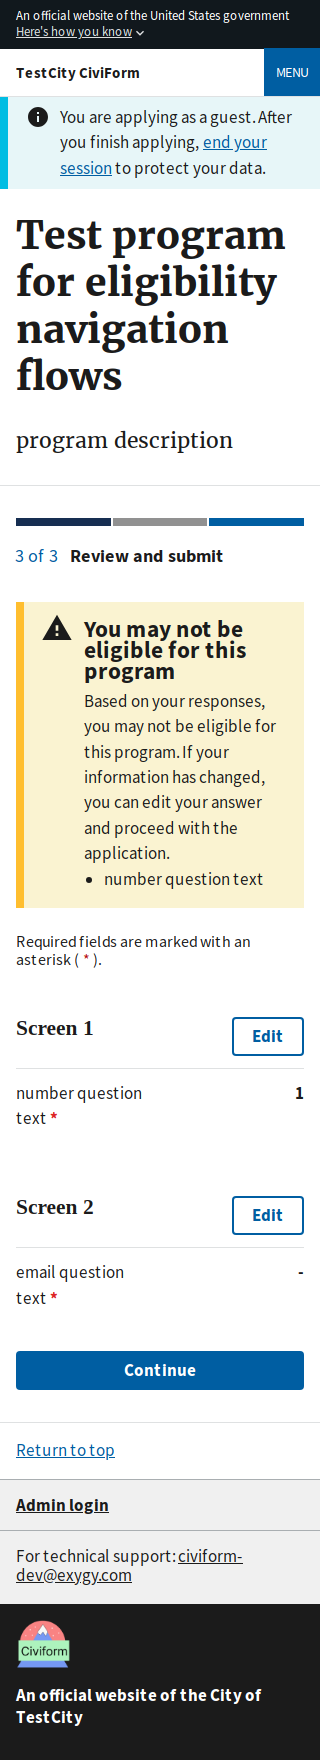 An official website of the United States government
Here's how you know
TestCity CiviForm
MENU
You are applying as a guest. After
you finish applying, end your
session to protect your data.
Test program
for eligibility
navigation
flows
program description
3 of 3 Review and submit
You may not be
eligible for this
program
Based on your responses,
you may not be eligible for
this program. If your
information has changed,
you can edit your answer
and proceed with the
application.
• number question text
Required fields are marked with an
asterisk ( * ).
Screen 1
Edit
number question
text *
1
Screen 2
Edit
email question
text *
-
Continue
Return to top
Admin login
For technical support: civiform-
dev@exygy.com
Civiform
An official website of the City of
TestCity